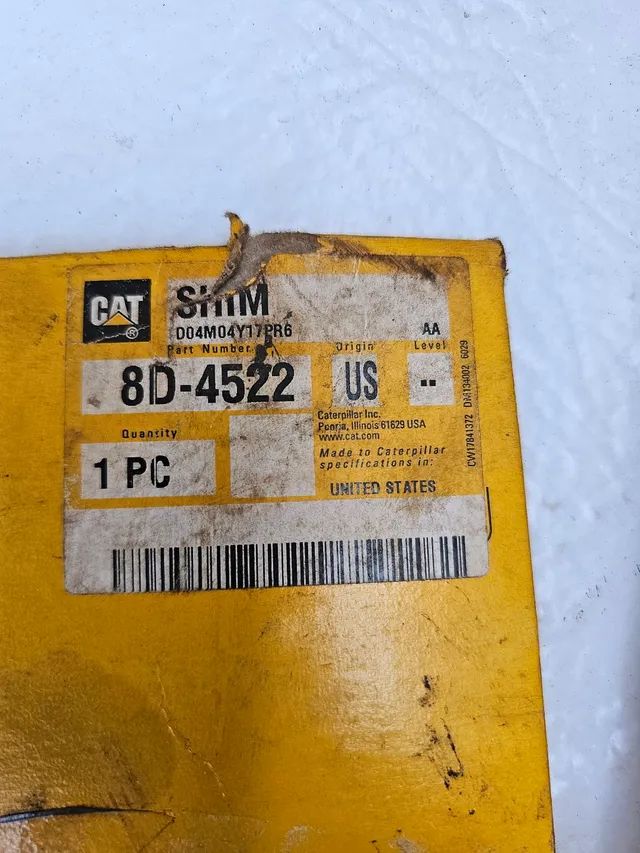 CAT ®
SHIM
D04M04Y17PR6
AA
Part Number
Origin
Level
8D-4522
US
--
Quantity
1 PC
Caterpillar Inc.
Peoria, Illinois 61629 USA
www.cat.com
Made to Caterpillar
specifications in:
UNITED STATES
CW17841372 DM134002 6029